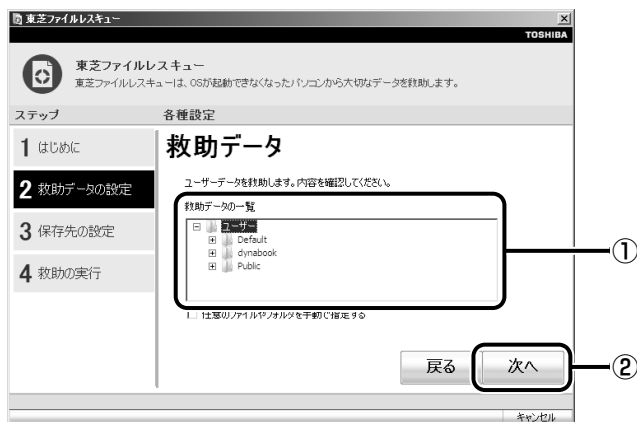 東芝ファイルレスキュー
TOSHIBA
東芝ファイルレスキュー
東芝ファイルレスキューは、OSが起動できなくなったパソコンから大切なデータを救助します。
ステップ
各種設定
1 はじめに
2 救助データの設定
3 保存先の設定
4 救助の実行
救助データ
ユーザーデータを救助します。内容を確認してください。
救助データの一覧
ユーザー
Default
dynabook
Public
①
任意のファイルやフォルダを手動で指定する
戻る
次へ
②
キャンセル